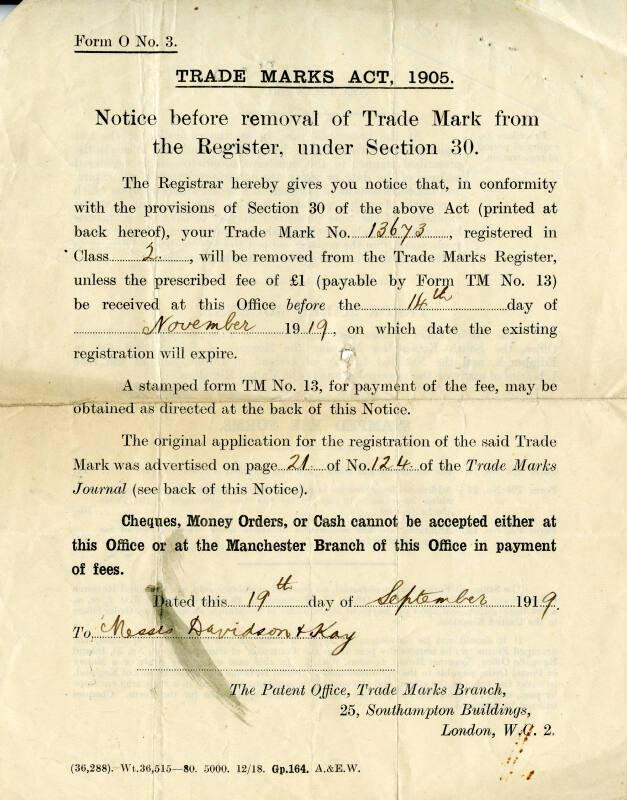 Form O No. 3.
TRADE MARKS ACT, 1905.
Notice before removal of Trade Mark from
the Register, under Section 30.
The Registrar hereby gives you notice that, in conformity
with the provisions of Section 30 of the above Act (printed at
back hereof), your Trade Mark No. 13673, registered in
Class 2., will be removed from the Trade Marks Register,
unless the prescribed fee of £1 (payable by Form TM No. 13)
be received at this Office before the 14th day of
November 1919, on which date the existing
registration will expire.
A stamped form TM No. 13, for payment of the fee, may be
obtained as directed at the back of this Notice.
The original application for the registration of the said Trade
Mark was advertised on page 21 of No. 124 of the Trade Marks
Journal (see back of this Notice).
Cheques, Money Orders, or Cash cannot be accepted either at
this Office or at the Manchester Branch of this Office in payment
of fees.
Dated this 19th day of September 1919.
To Messrs Davidson & Kay
The Patent Office, Trade Marks Branch,
25, Southampton Buildings,
London, W.C. 2.
(36,288). Wt.36,515—80. 5000. 12/18. Gp.164. A.&E.W.